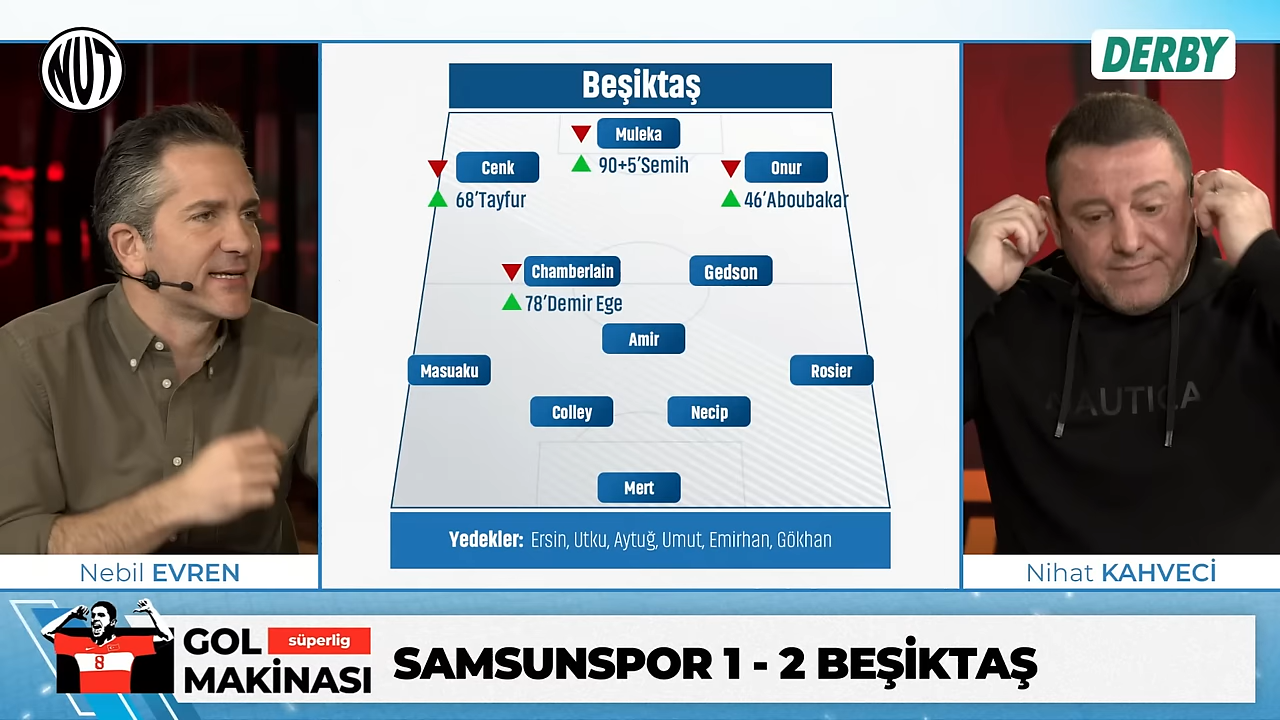 NUT
DERBY
Beşiktaş
Muleka
90+5'Semih
Cenk
68'Tayfur
Onur
46'Aboubakar
Chamberlain
78'Demir Ege
Gedson
Amir
Masuaku
Rosier
Colley
Necip
Mert
Yedekler: Ersin, Utku, Aytuğ, Umut, Emirhan, Gökhan
NAUTICA
Nebil EVREN
Nihat KAHVECİ
8
GOL süperlig
MAKİNASI
SAMSUNSPOR 1 - 2 BEŞİKTAŞ